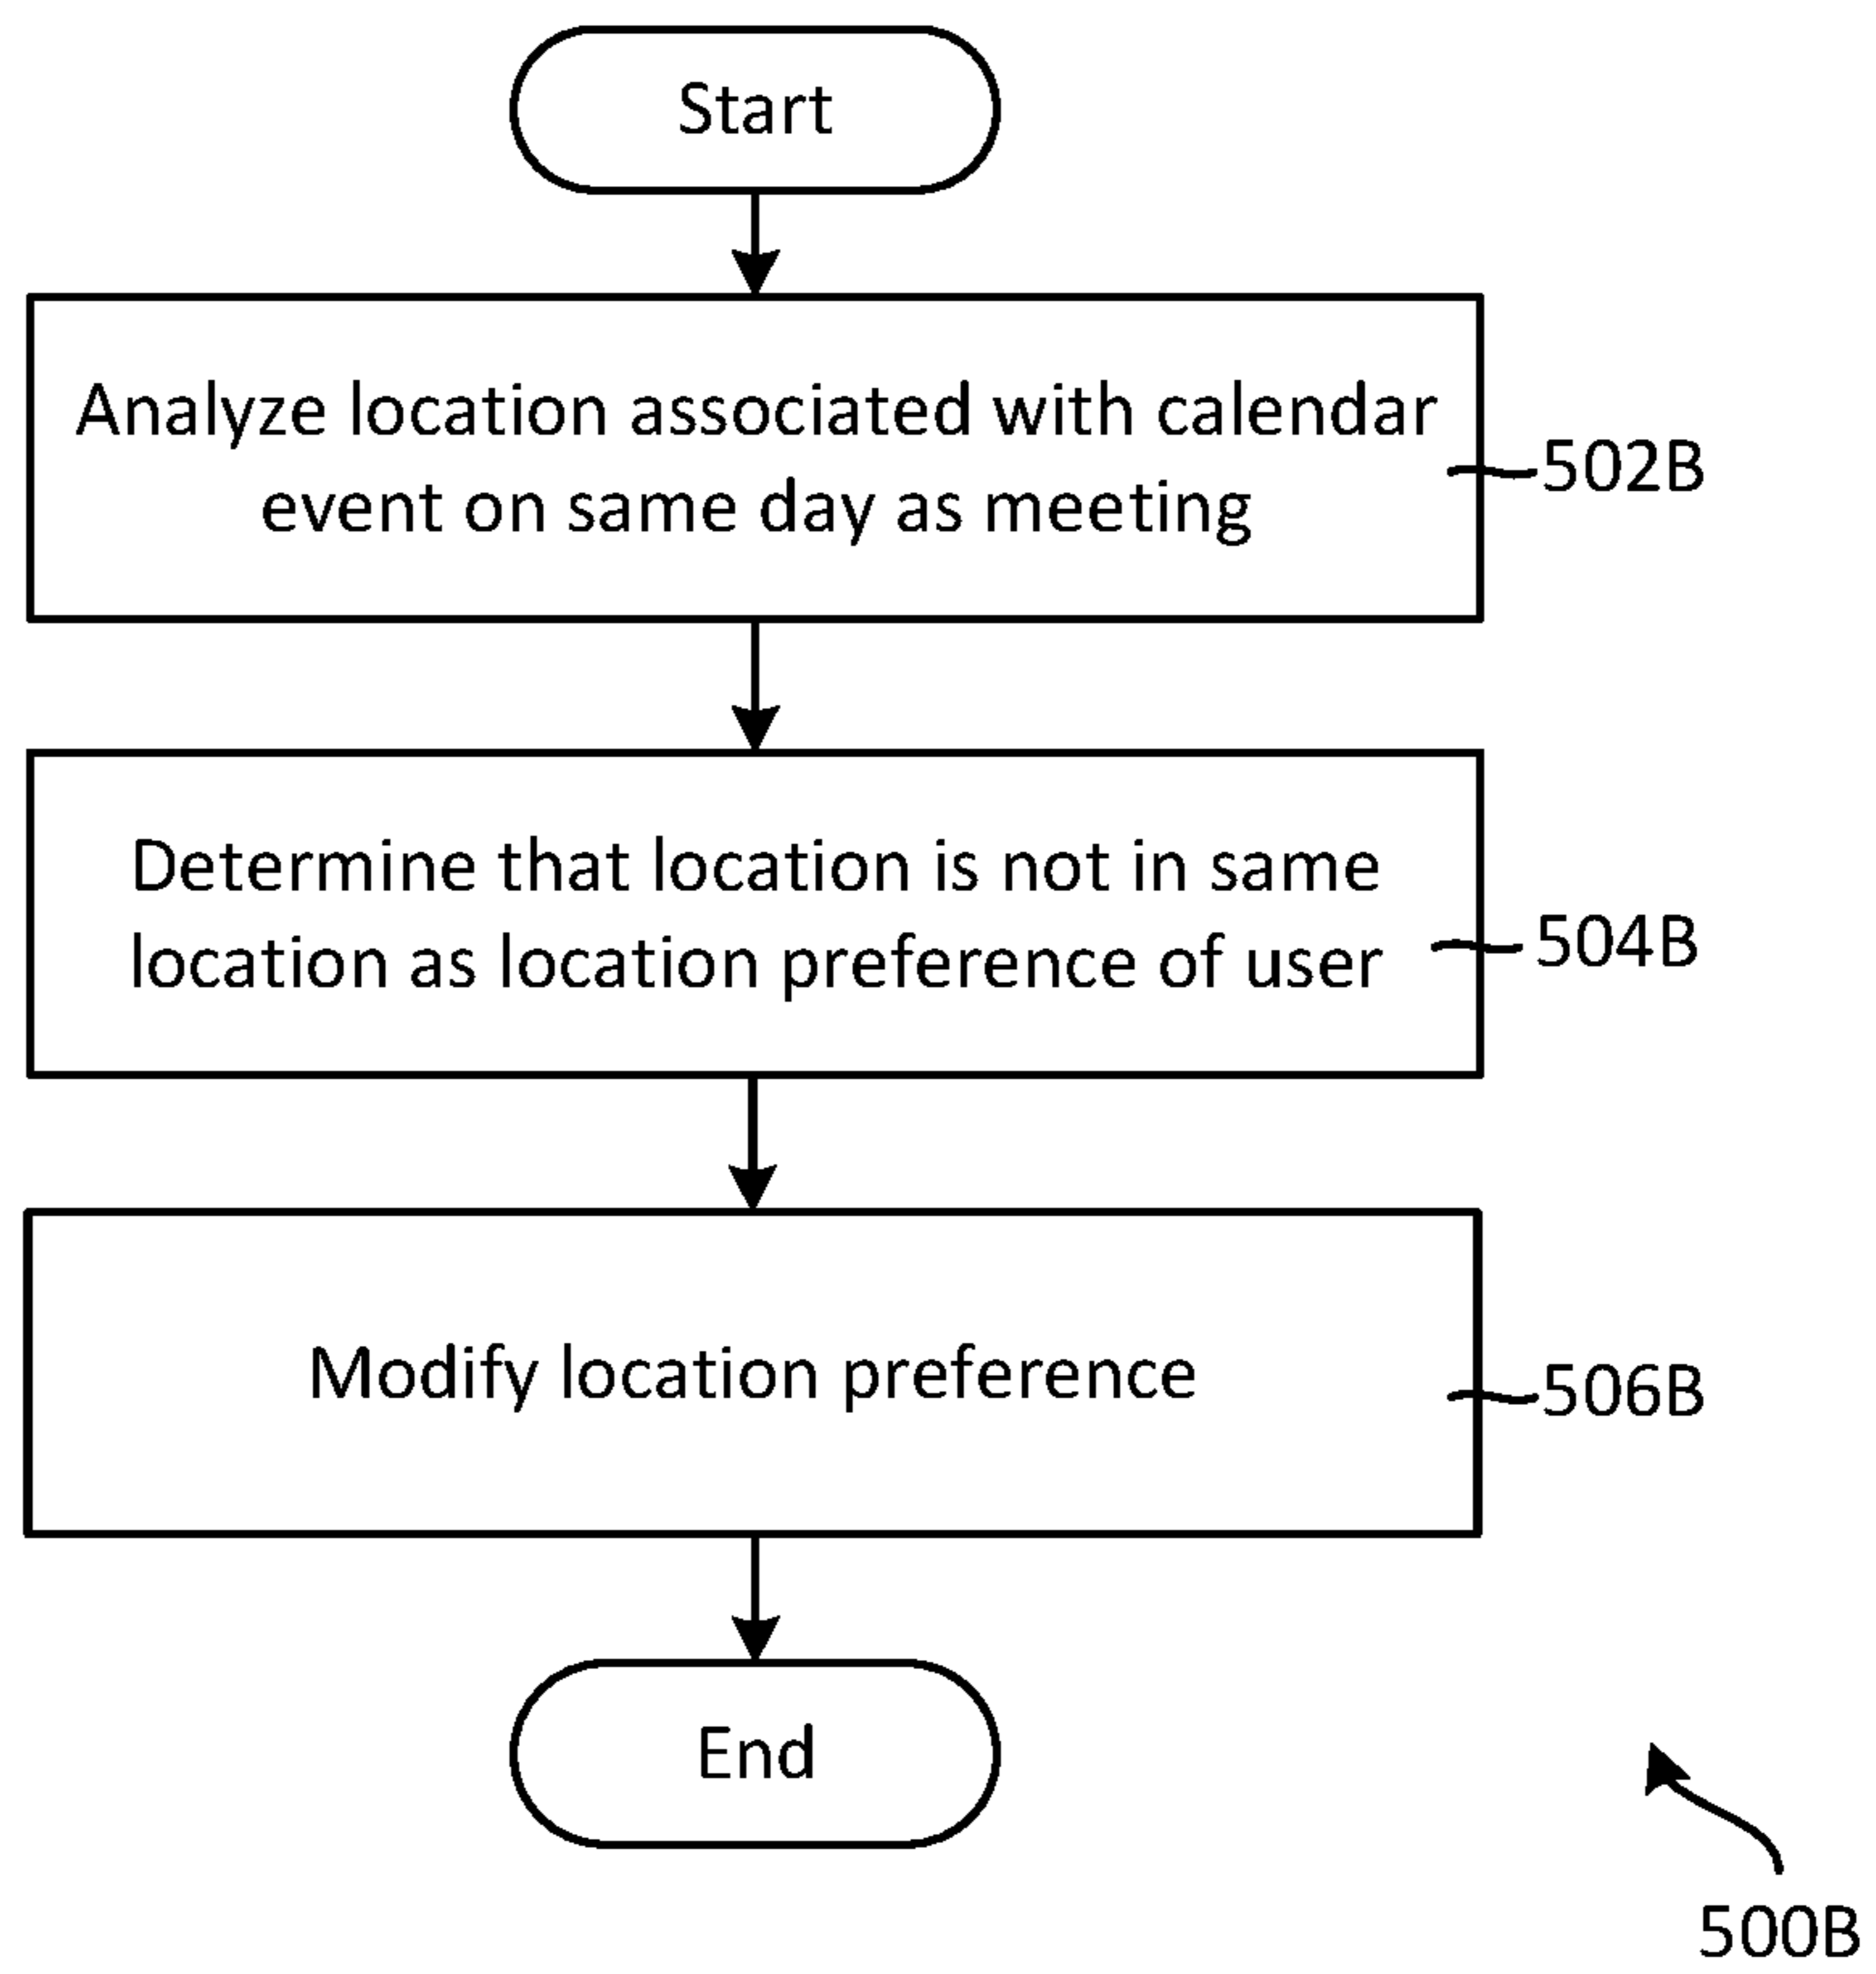 Start
Analyze location associated with calendar
event on same day as meeting
502B
Determine that location is not in same
location as location preference of user
504B
Modify location preference
506B
End
500B